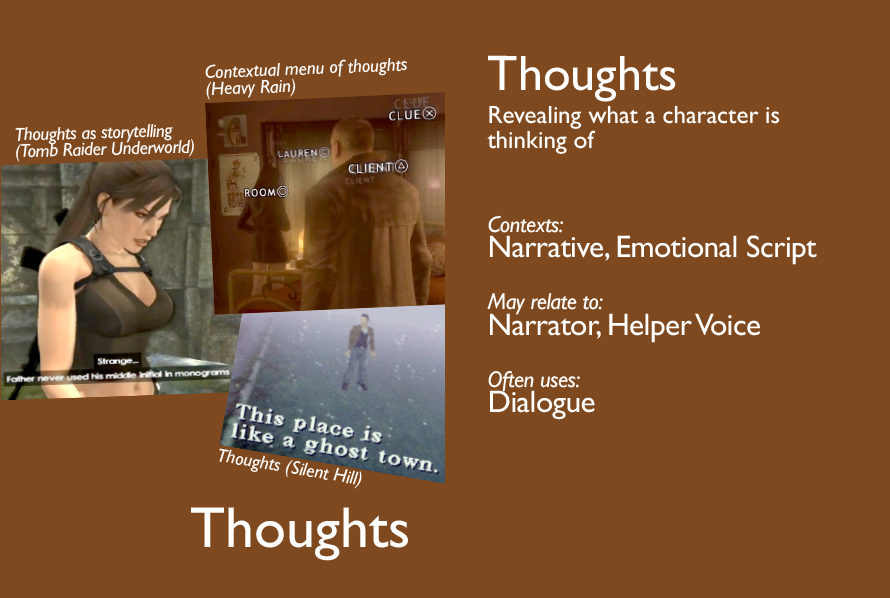 Contextual menu of thoughts
(Heavy Rain)
CLUE
CLUE
LAUREN
CLIENT
CLIENT
ROOM
Thoughts as storytelling
(Tomb Raider Underworld)
Strange...
Father never used his middle initial in monograms
This place is
like a ghost town.
Thoughts (Silent Hill)
Thoughts
Thoughts
Revealing what a character is
thinking of
Contexts:
Narrative, Emotional Script
May relate to:
Narrator, Helper Voice
Often uses:
Dialogue